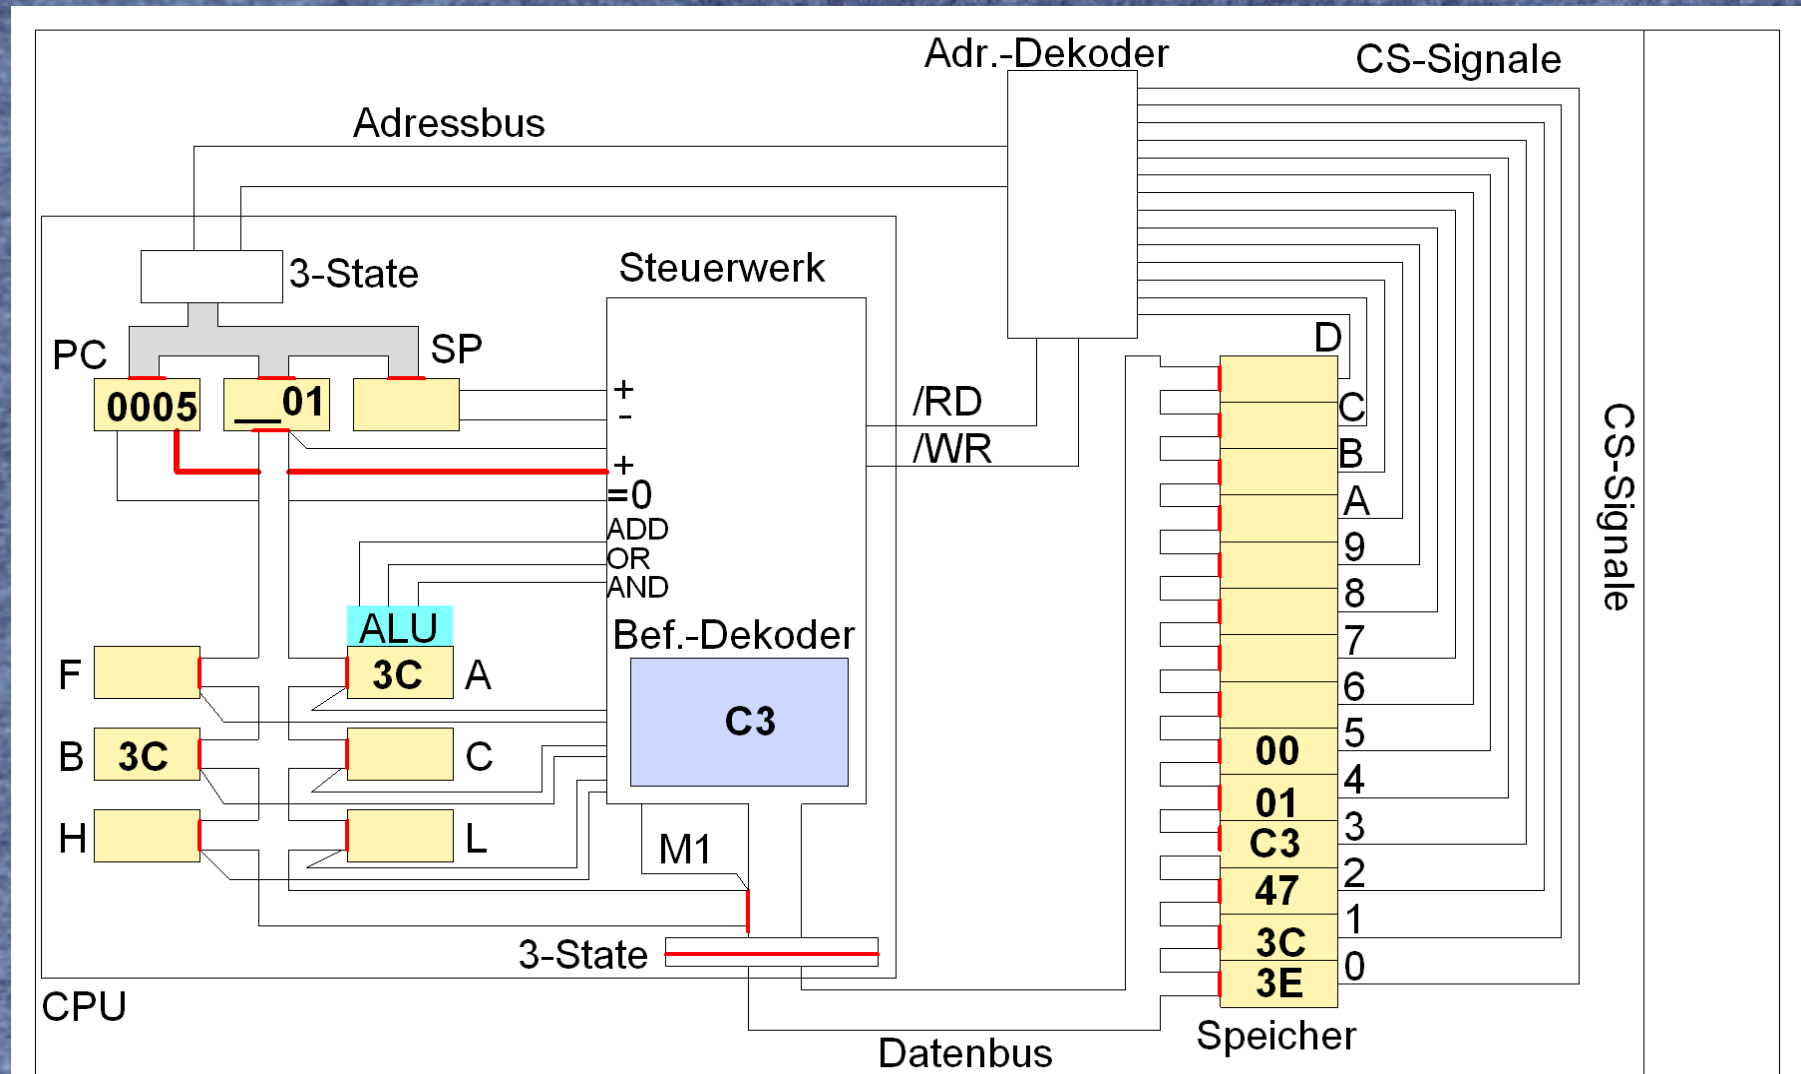 Adr.-Dekoder
CS-Signale
Adressbus
3-State
Steuerwerk
PC
SP
0005
__01
+
-
/RD
/WR
+
=0
ADD
OR
AND
ALU
Bef.-Dekoder
F
3C
A
C3
B
3C
C
H
L
M1
3-State
CPU
Datenbus
D
C
B
A
9
8
7
6
5
00
4
01
3
C3
2
47
1
3C
0
3E
Speicher
CS-Signale